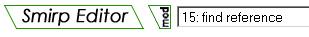 Smirp Editor
mod
15: find reference